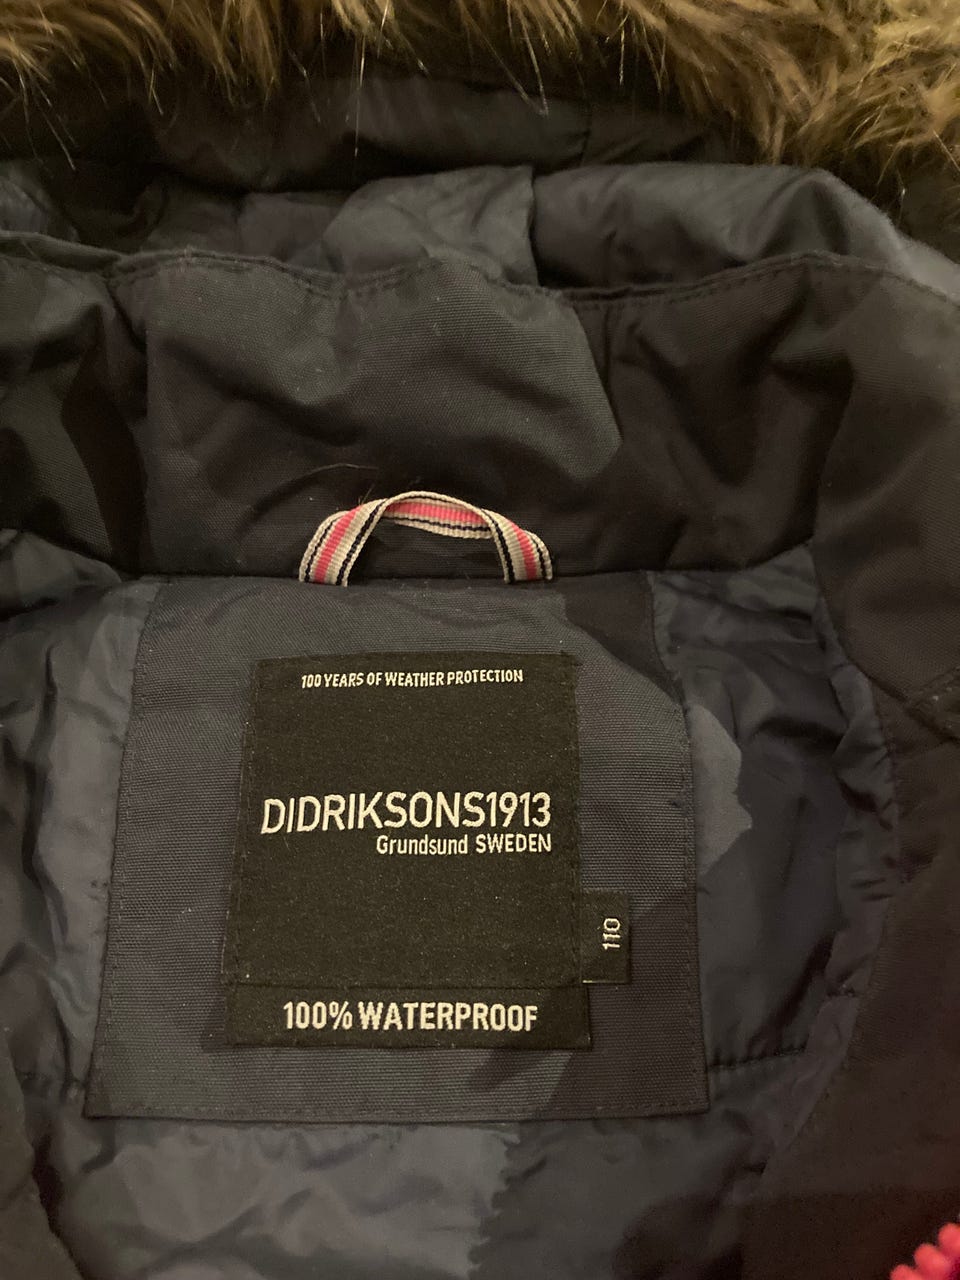 100 YEARS OF WEATHER PROTECTION
DIDRIKSONS1913
Grundsund SWEDEN
110
100% WATERPROOF